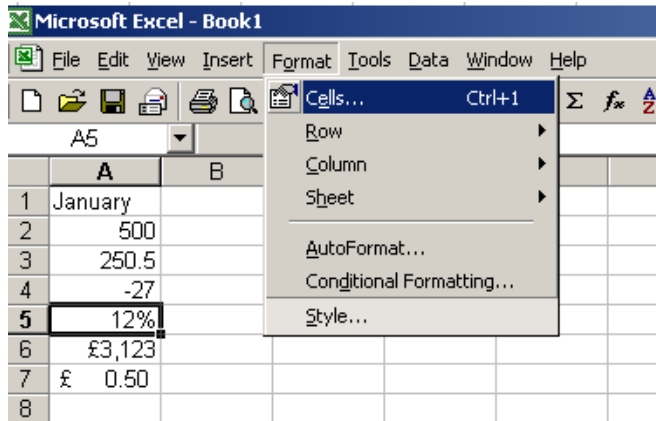 Microsoft Excel - Book1
File Edit View Insert Format Tools Data Window Help
Cells... Ctrl+1
Σ fx A Z
A5
Row
Column
Sheet
AutoFormat...
Conditional Formatting...
Style...
A B
1 January
2 500
3 250.5
4 -27
5 12%
6 £3,123
7 £ 0.50
8